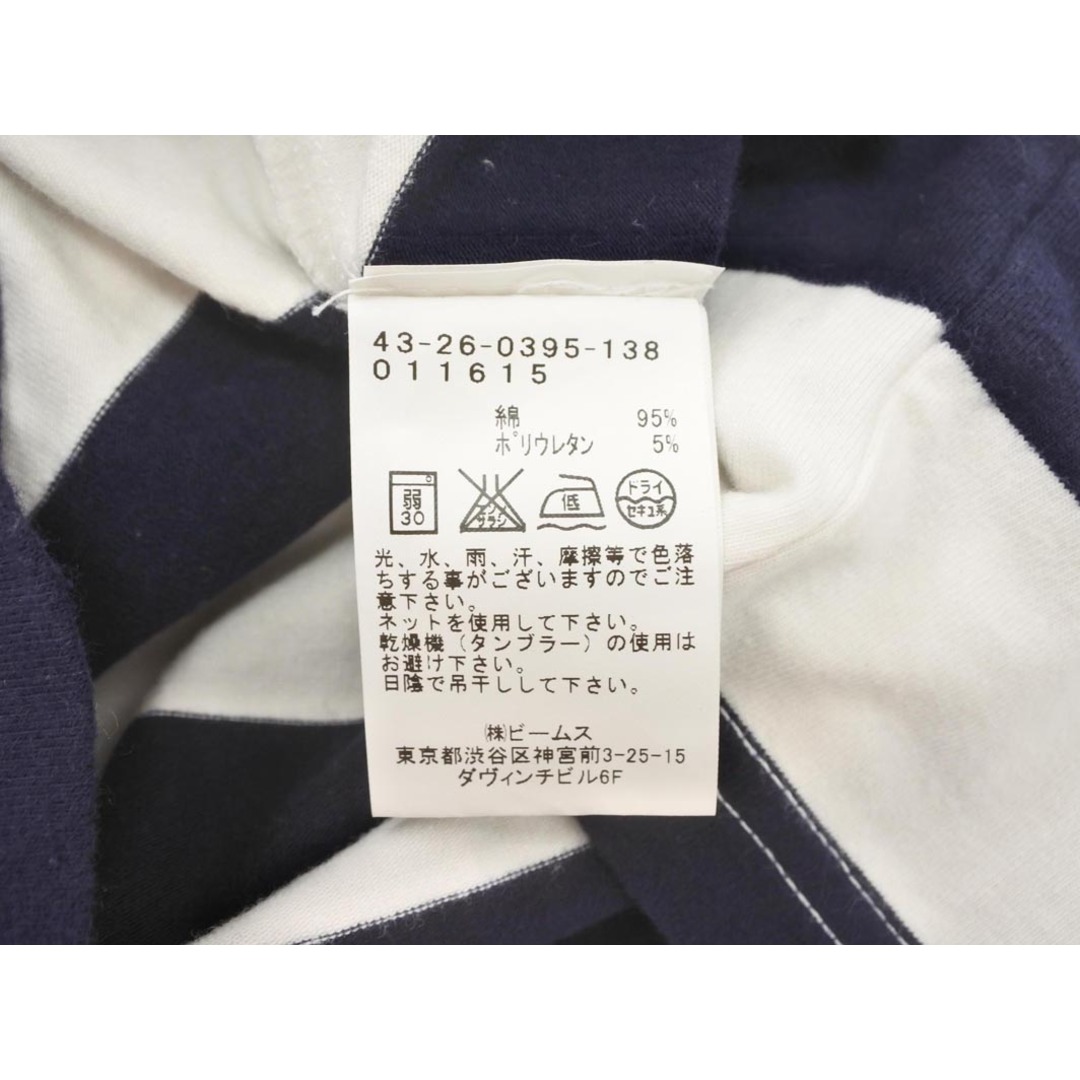 43-26-0395-138
011615
綿 95%
ポリウレタン 5%
弱 30 エンソサラシ 低 ドライ セキユ系
光、水、雨、汗、摩擦等で色落
ちする事がございますのでご注
意下さい。
ネットを使用して下さい。
乾燥機（タンブラー）の使用は
お避け下さい。
日陰で吊干しして下さい。
㈱ビームス
東京都渋谷区神宮前3-25-15
ダヴィンチビル6F